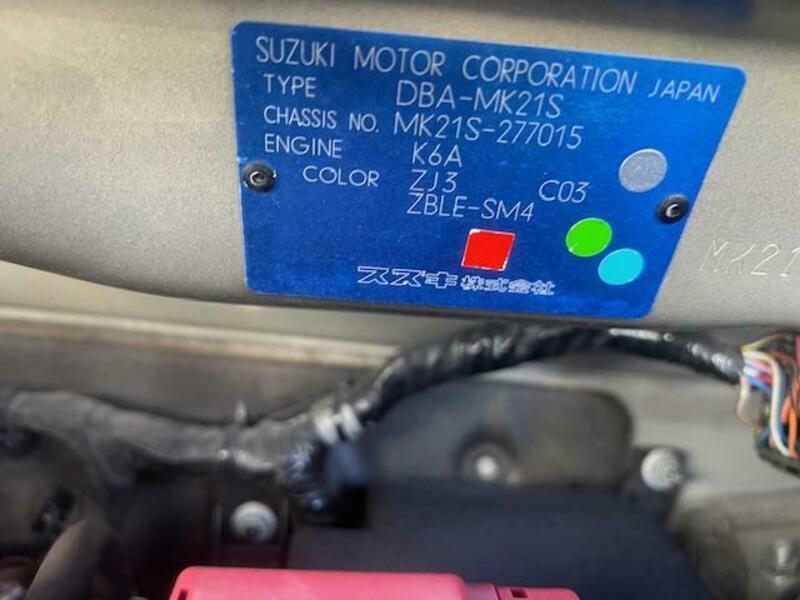 SUZUKI MOTOR CORPORATION JAPAN
TYPE DBA-MK21S
CHASSIS NO. MK21S-277015
ENGINE K6A
COLOR ZJ3 C03
ZBLE-SM4
スズキ株式会社
MK21